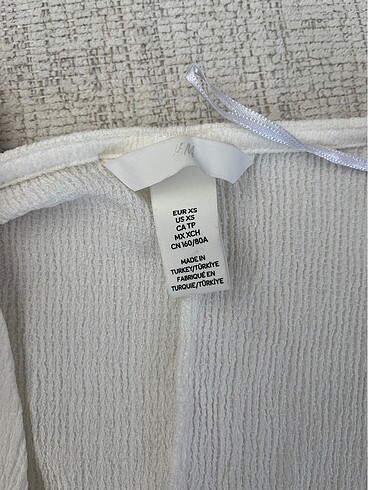 H&M
EUR XS
US XS
CA TP
MX XCH
CN 160/80A
MADE IN
TURKEY/TÜRKİYE
FABRIQUÉ EN
TURQUIE/TÜRKİYE